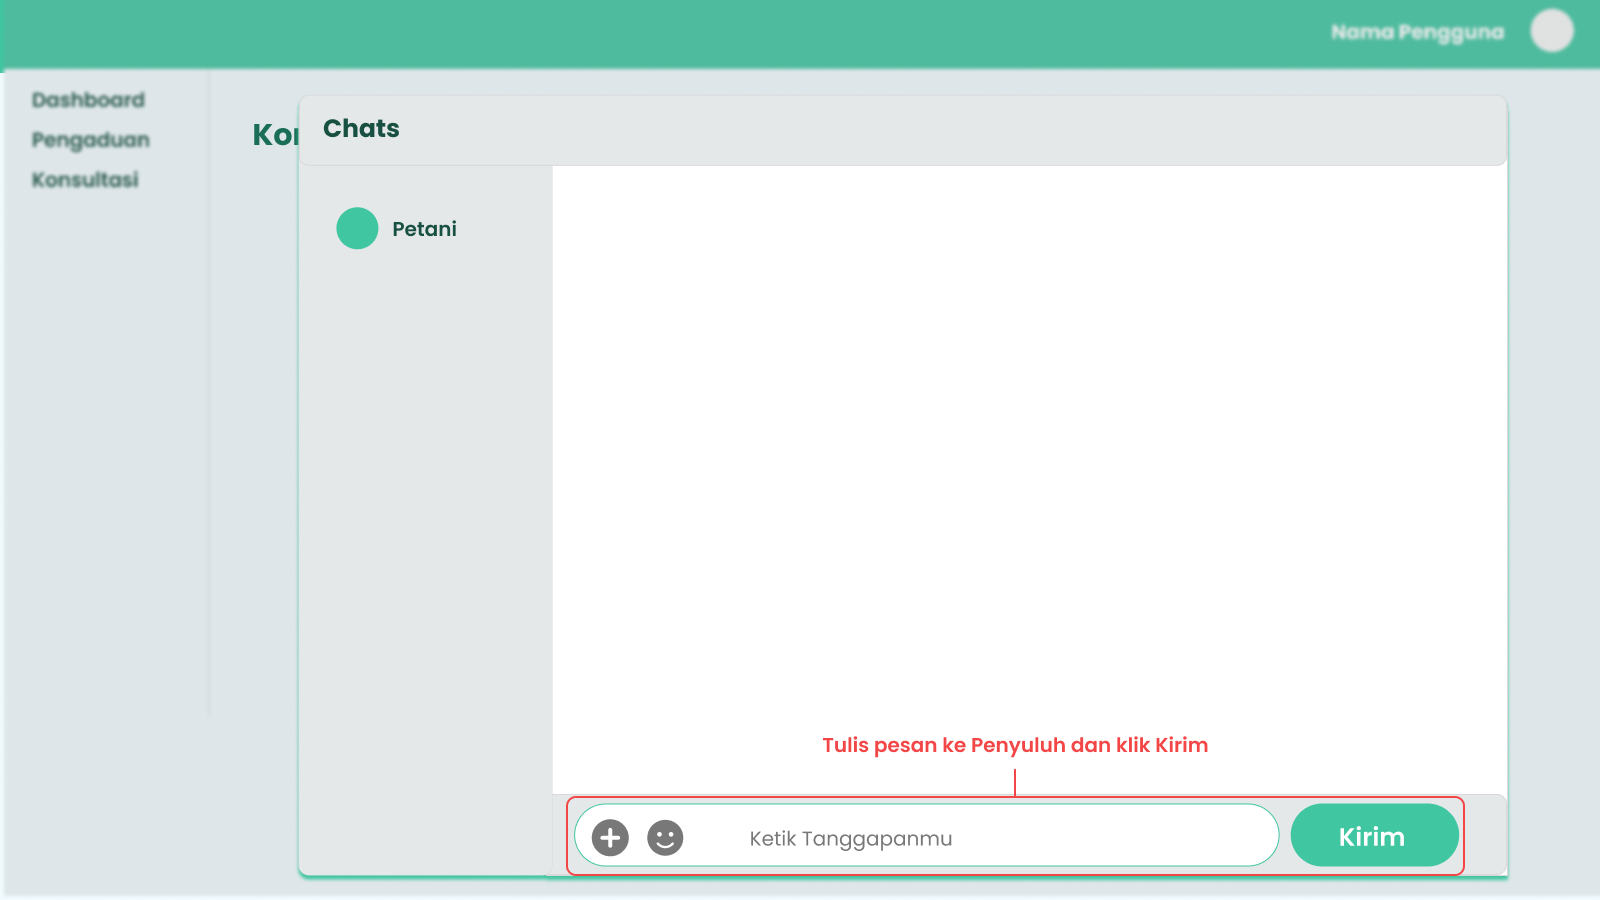 Nama Pengguna
Dashboard
Pengaduan
Konsultasi
Kon
Chats
Petani
Tulis pesan ke Penyuluh dan klik Kirim
Ketik Tanggapanmu
Kirim